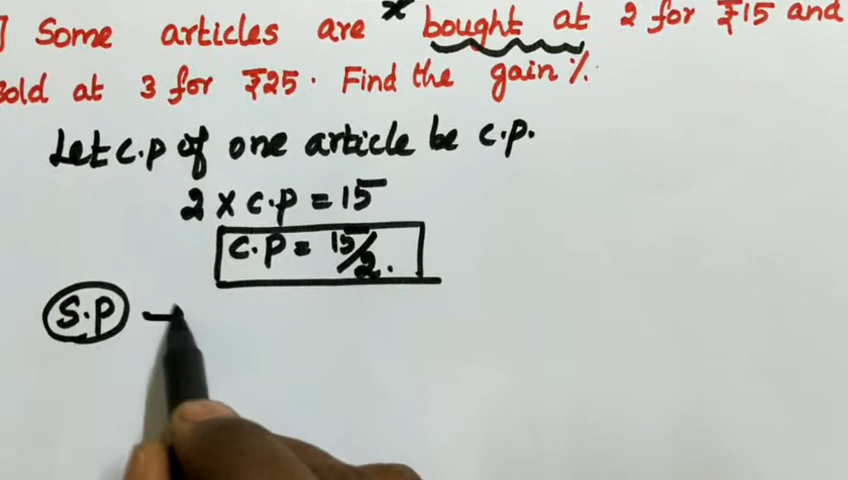 ] Some articles are x bought at 2 for ₹15 and
sold at 3 for ₹25. Find the gain %.
Let C.P of one article be C.P.
2 x C.P = 15
C.P = 15/2.
S.P –